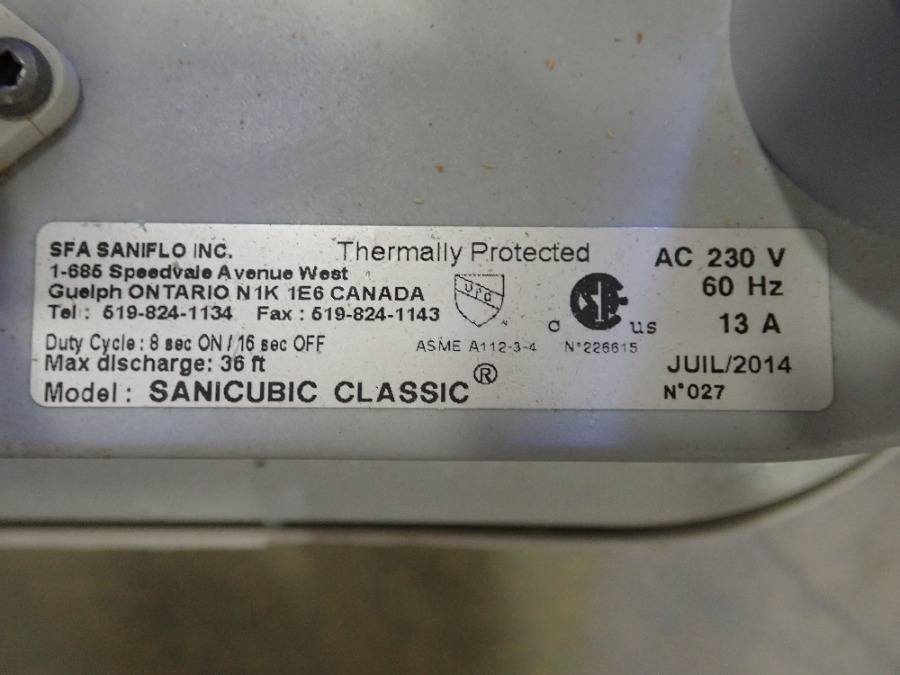 SFA SANIFLO INC.
Thermally Protected
1-685 Speedvale Avenue West
Guelph ONTARIO N1K 1E6 CANADA
Tel : 519-824-1134 Fax : 519-824-1143
Duty Cycle : 8 sec ON / 16 sec OFF
Max discharge: 36 ft
Model : SANICUBIC CLASSIC ®
UPC
ASME A112-3-4
c us
N°226615
AC 230 V
60 Hz
13 A
JUIL/2014
N°027